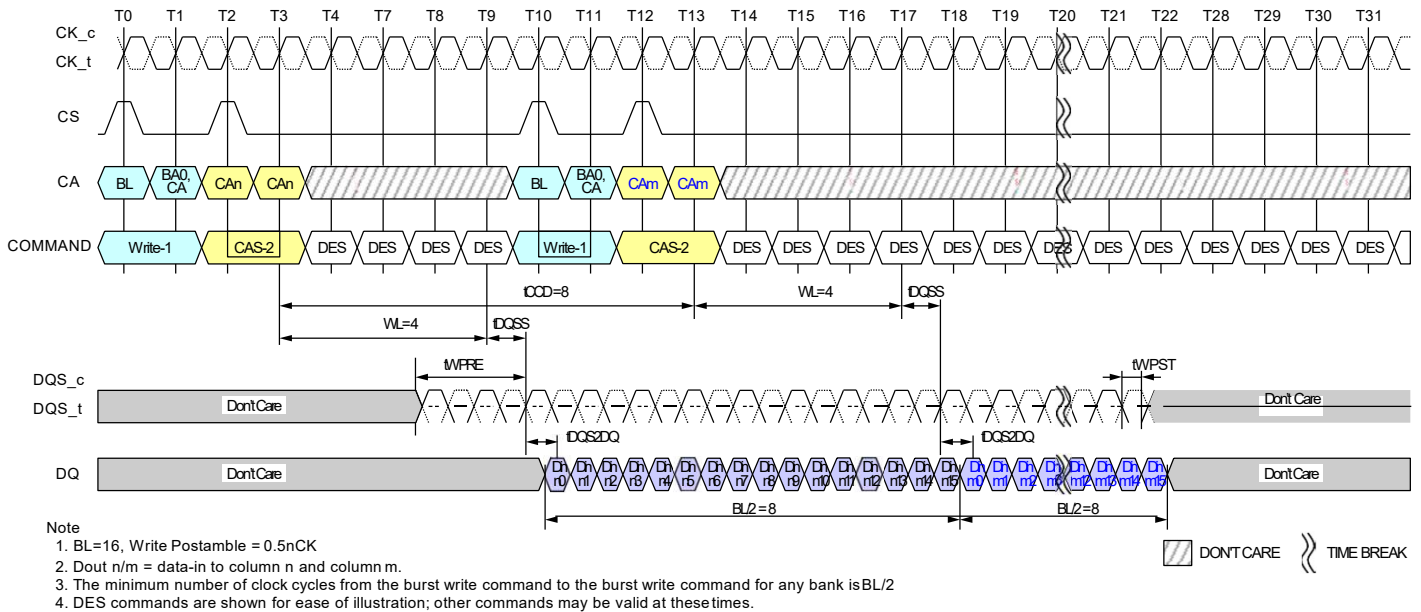 T0 T1 T2 T3 T4 T7 T8 T9 T10 T11 T12 T13 T14 T15 T16 T17 T18 T19 T20 T21 T22 T28 T29 T30 T31
CK_c
CK_t
CS
CA BL BA0, CA CAn CAn BL BA0, CA CAm CAm
COMMAND Write-1 CAS-2 DES DES DES DES Write-1 CAS-2 DES DES DES DES DES DES DES DES DES DES DES DES DES
tCCD=8 WL=4 tDQSS
WL=4 tDQSS
tWPRE tWPST
DQS_c
DQS_t Don't Care Don't Care
tDQS2DQ tDQS2DQ
DQ Don't Care Din n0 Din n1 Din n2 Din n3 Din n4 Din n5 Din n6 Din n7 Din n8 Din n9 Din n10 Din n11 Din n12 Din n13 Din n14 Din n15 Din m0 Din m1 Din m2 Din m3 Din m12 Din m13 Din m14 Din m15 Don't Care
BL/2=8 BL/2=8
Note
1. BL=16, Write Postamble = 0.5nCK
2. Dout n/m = data-in to column n and column m.
3. The minimum number of clock cycles from the burst write command to the burst write command for any bank is BL/2
4. DES commands are shown for ease of illustration; other commands may be valid at these times.
DON'T CARE TIME BREAK